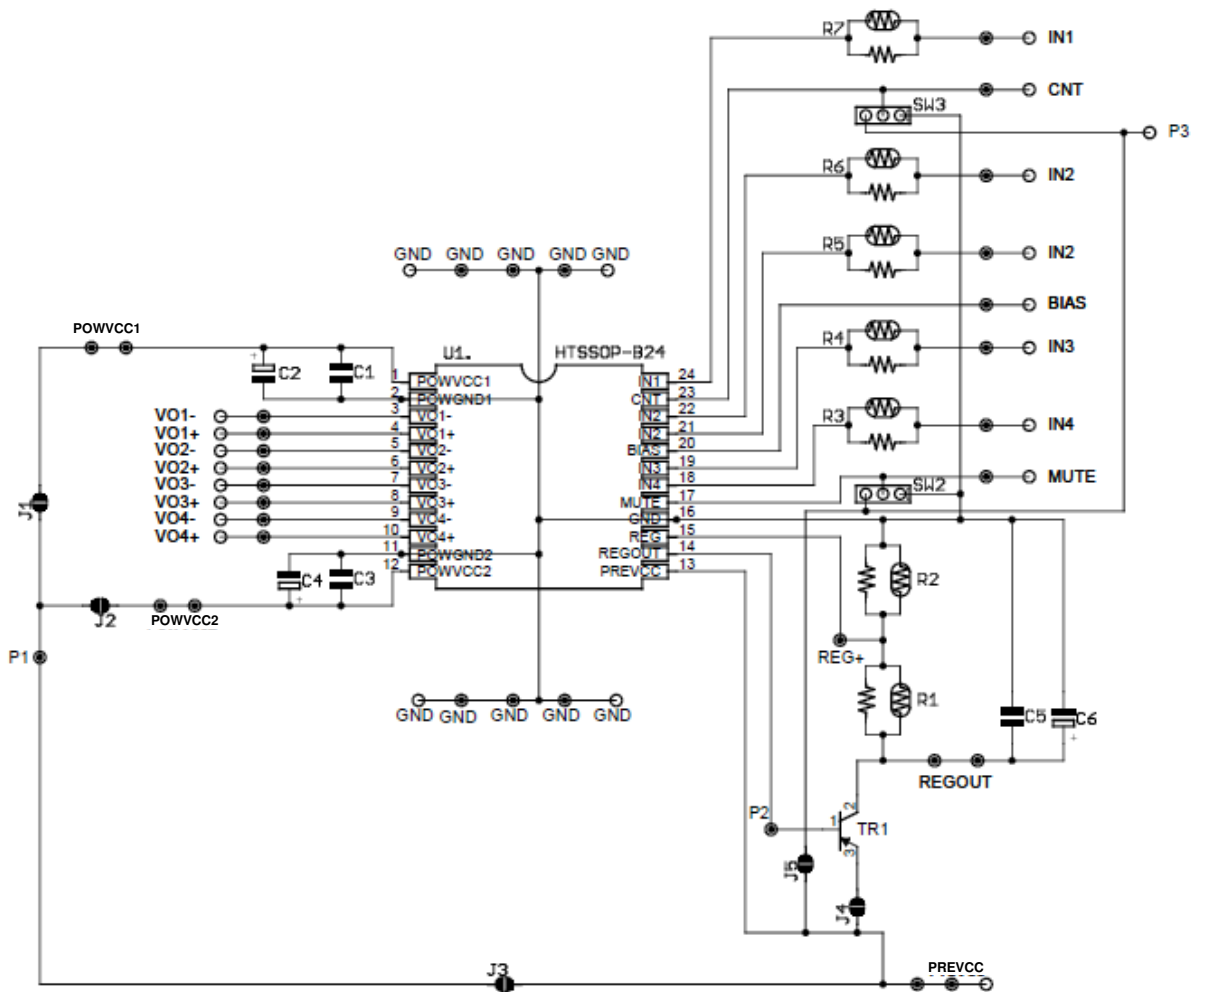 R7
IN1
CNT
SW3
P3
R6
IN2
R5
IN2
GND GND GND GND GND
BIAS
POWVCC1
R4
IN3
U1. HTSSOP-B24
+
C2 C1
1 POWVCC1 IN1 24
2 POWGND1 CNT 23
VO1- 3 VO1- IN2 22
VO1+ 4 VO1+ IN2 21
VO2- 5 VO2- BIAS 20
VO2+ 6 VO2+ IN3 19
VO3- 7 VO3- IN4 18
VO3+ 8 VO3+ MUTE 17
VO4- 9 VO4- GND 16
VO4+ 10 VO4+ REG 15
11 POWGND2 REGOUT 14
12 POWVCC2 PREVCC 13
R3
IN4
MUTE
SW2
J1
C4 C3
+
J2
POWVCC2
P1
R2
REG+
R1
GND GND GND GND GND
C5 C6
+
REGOUT
P2
1
2
3
TR1
J5
J4
J3
PREVCC